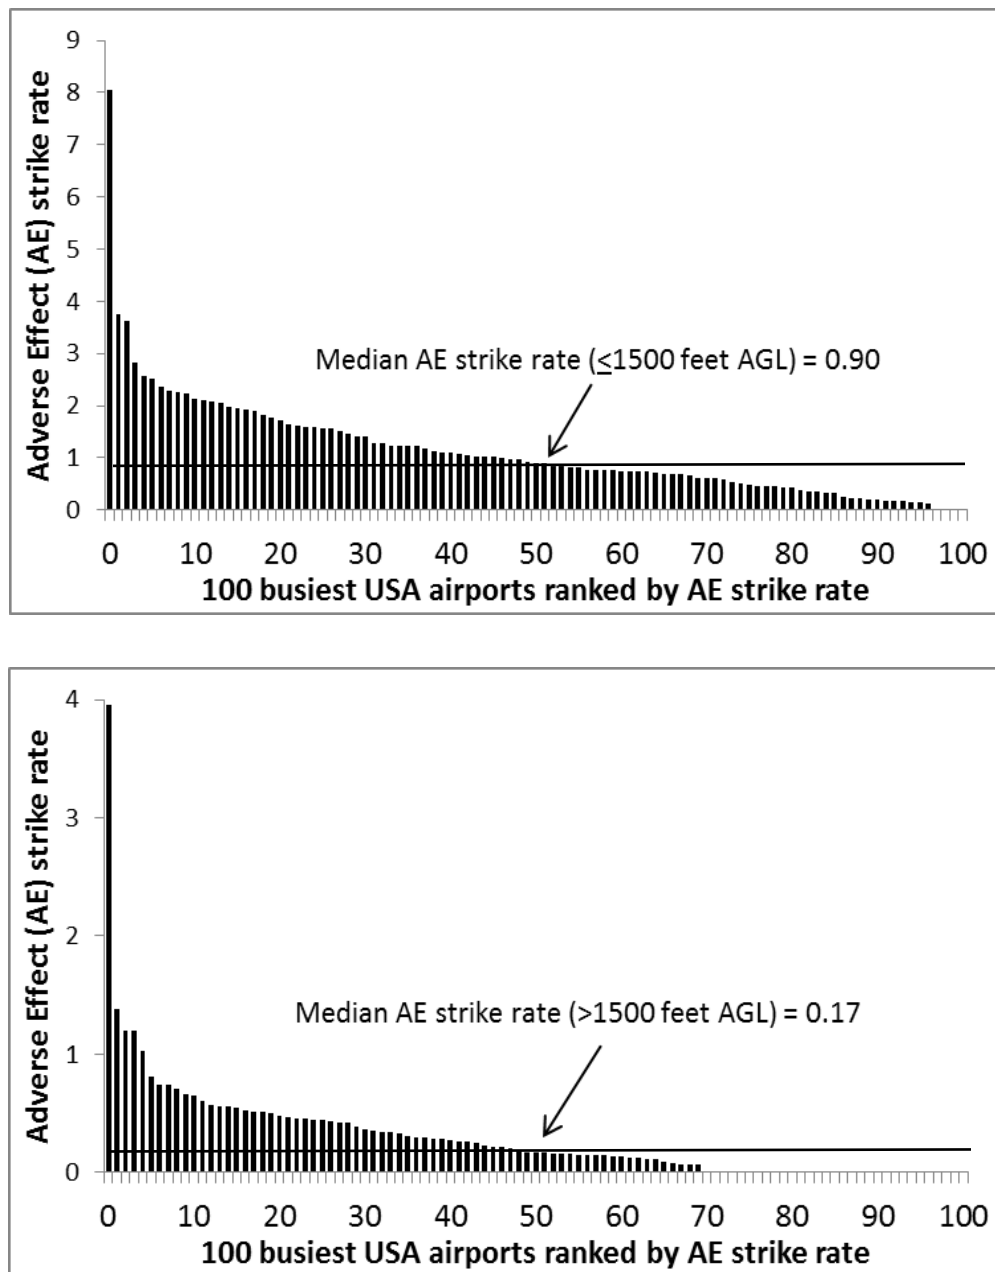 Adverse Effect (AE) strike rate
9
8
7
6
5
4
3
2
1
0
Median AE strike rate (≤1500 feet AGL) = 0.90
0 10 20 30 40 50 60 70 80 90 100
100 busiest USA airports ranked by AE strike rate
Adverse Effect (AE) strike rate
4
3
2
1
0
Median AE strike rate (>1500 feet AGL) = 0.17
0 10 20 30 40 50 60 70 80 90 100
100 busiest USA airports ranked by AE strike rate